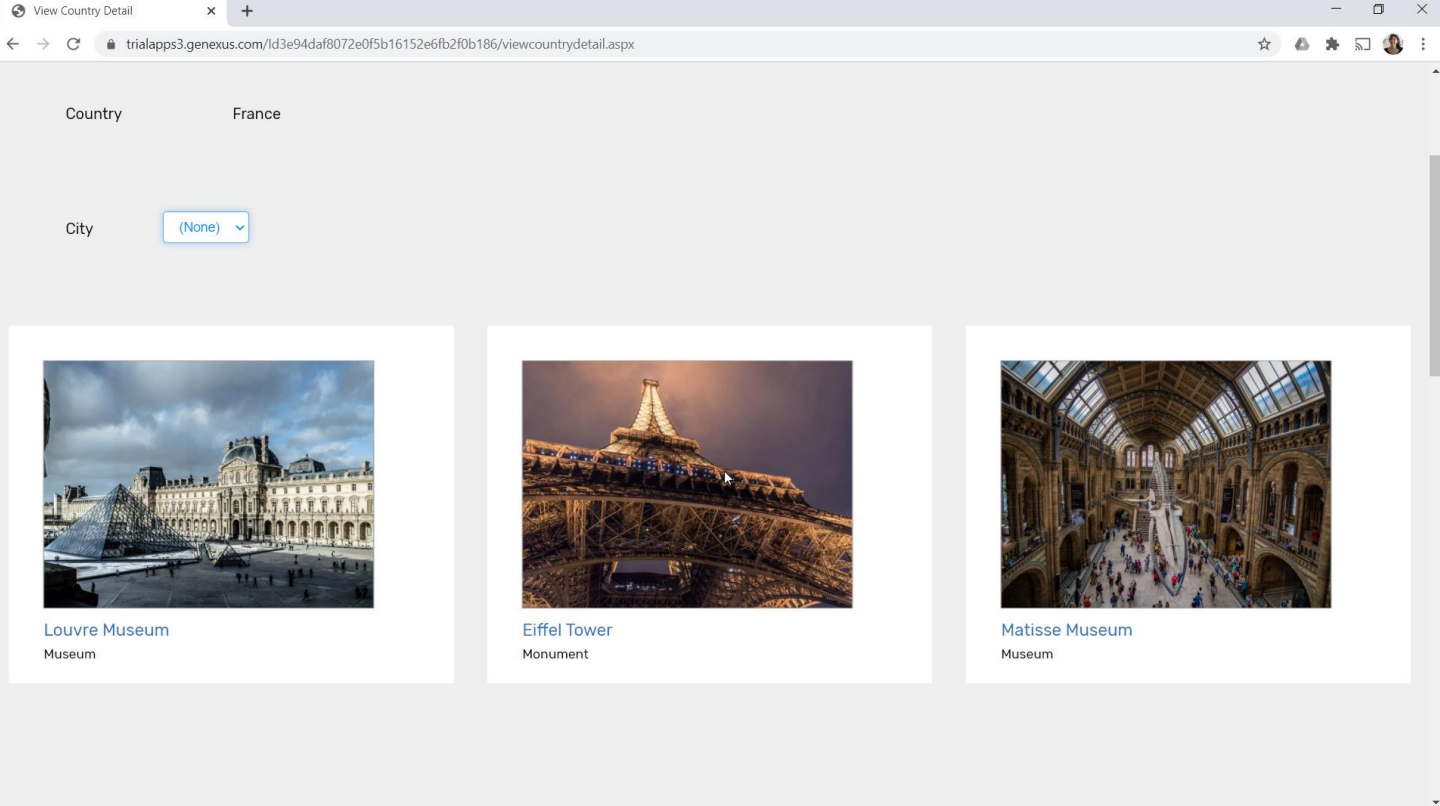 View Country Detail
trialapps3.genexus.com/Id3e94daf8072e0f5b16152e6fb2f0b186/viewcountrydetail.aspx
Country France
City (None)
Louvre Museum
Museum
Eiffel Tower
Monument
Matisse Museum
Museum